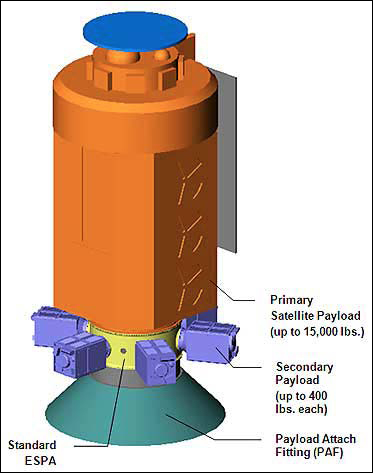 Primary
Satellite Payload
(up to 15,000 lbs.)
Secondary
Payload
(up to 400
lbs. each)
Payload Attach
Fitting (PAF)
Standard
ESPA